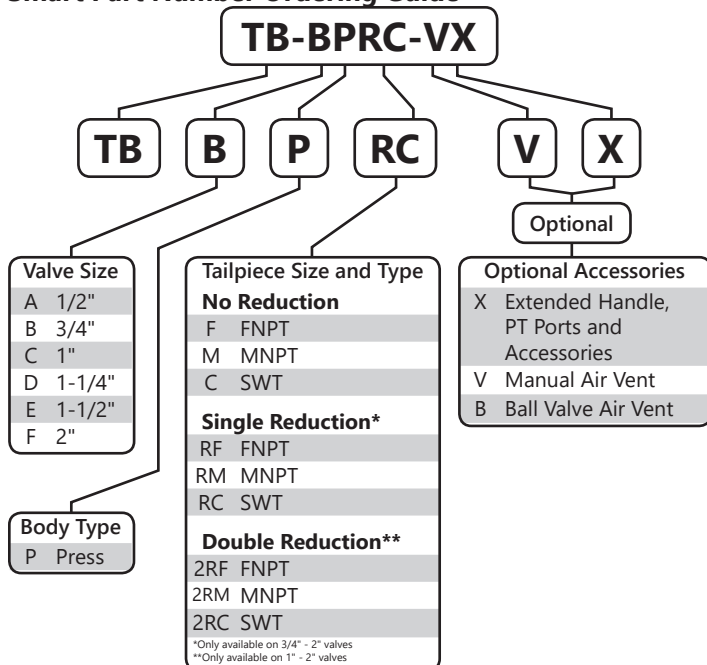 Smart Part Number Ordering Guide
TB-BPRC-VX
TB
B
P
RC
V
X
Optional
Valve Size
A 1/2"
B 3/4"
C 1"
D 1-1/4"
E 1-1/2"
F 2"
Body Type
P Press
Tailpiece Size and Type
No Reduction
F FNPT
M MNPT
C SWT
Single Reduction*
RF FNPT
RM MNPT
RC SWT
Double Reduction**
2RF FNPT
2RM MNPT
2RC SWT
*Only available on 3/4" - 2" valves
**Only available on 1" - 2" valves
Optional Accessories
X Extended Handle,
PT Ports and
Accessories
V Manual Air Vent
B Ball Valve Air Vent